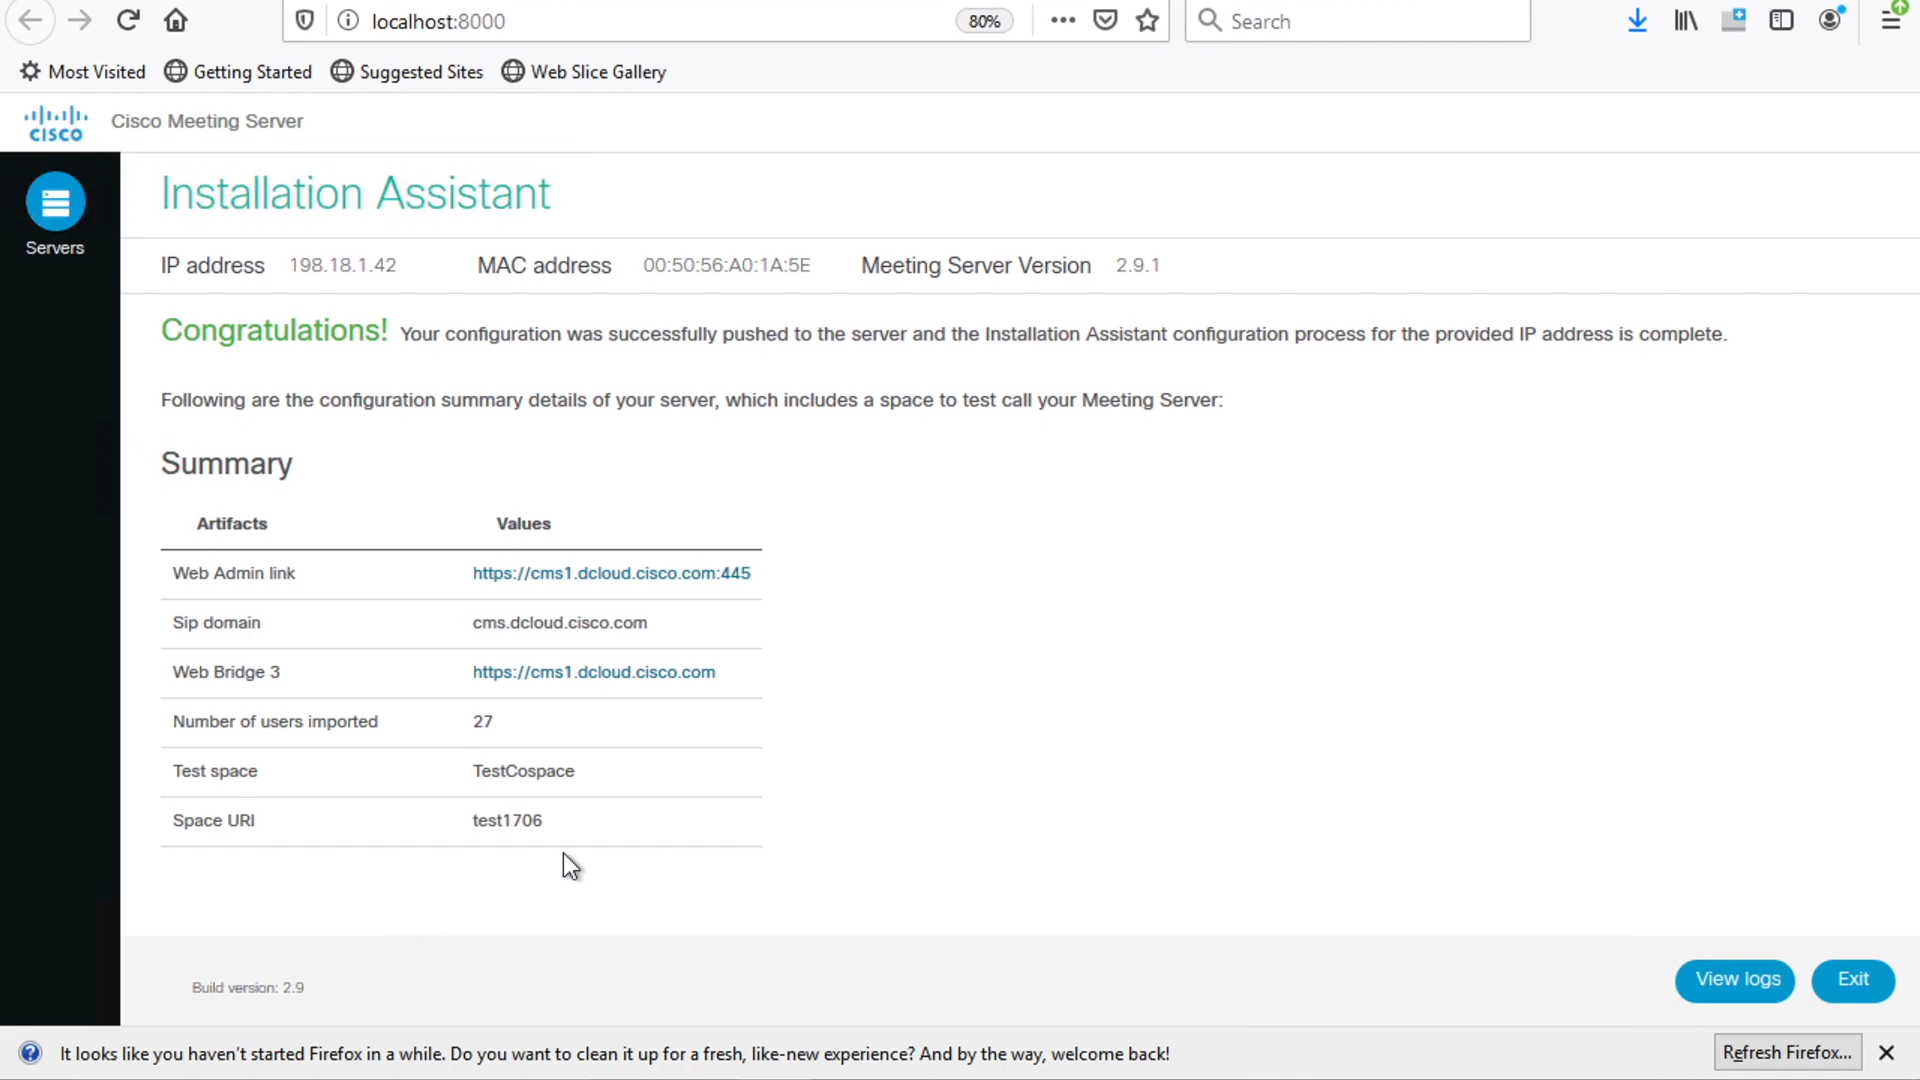 localhost:8000
80%
Search
Most Visited
Getting Started
Suggested Sites
Web Slice Gallery
CISCO
Cisco Meeting Server
Servers
Installation Assistant
IP address 198.18.1.42 MAC address 00:50:56:A0:1A:5E Meeting Server Version 2.9.1
Congratulations! Your configuration was successfully pushed to the server and the Installation Assistant configuration process for the provided IP address is complete.
Following are the configuration summary details of your server, which includes a space to test call your Meeting Server:
Summary
Artifacts Values
Web Admin link https://cms1.dcloud.cisco.com:445
Sip domain cms.dcloud.cisco.com
Web Bridge 3 https://cms1.dcloud.cisco.com
Number of users imported 27
Test space TestCospace
Space URI test1706
Build version: 2.9
View logs
Exit
It looks like you haven't started Firefox in a while. Do you want to clean it up for a fresh, like-new experience? And by the way, welcome back!
Refresh Firefox...